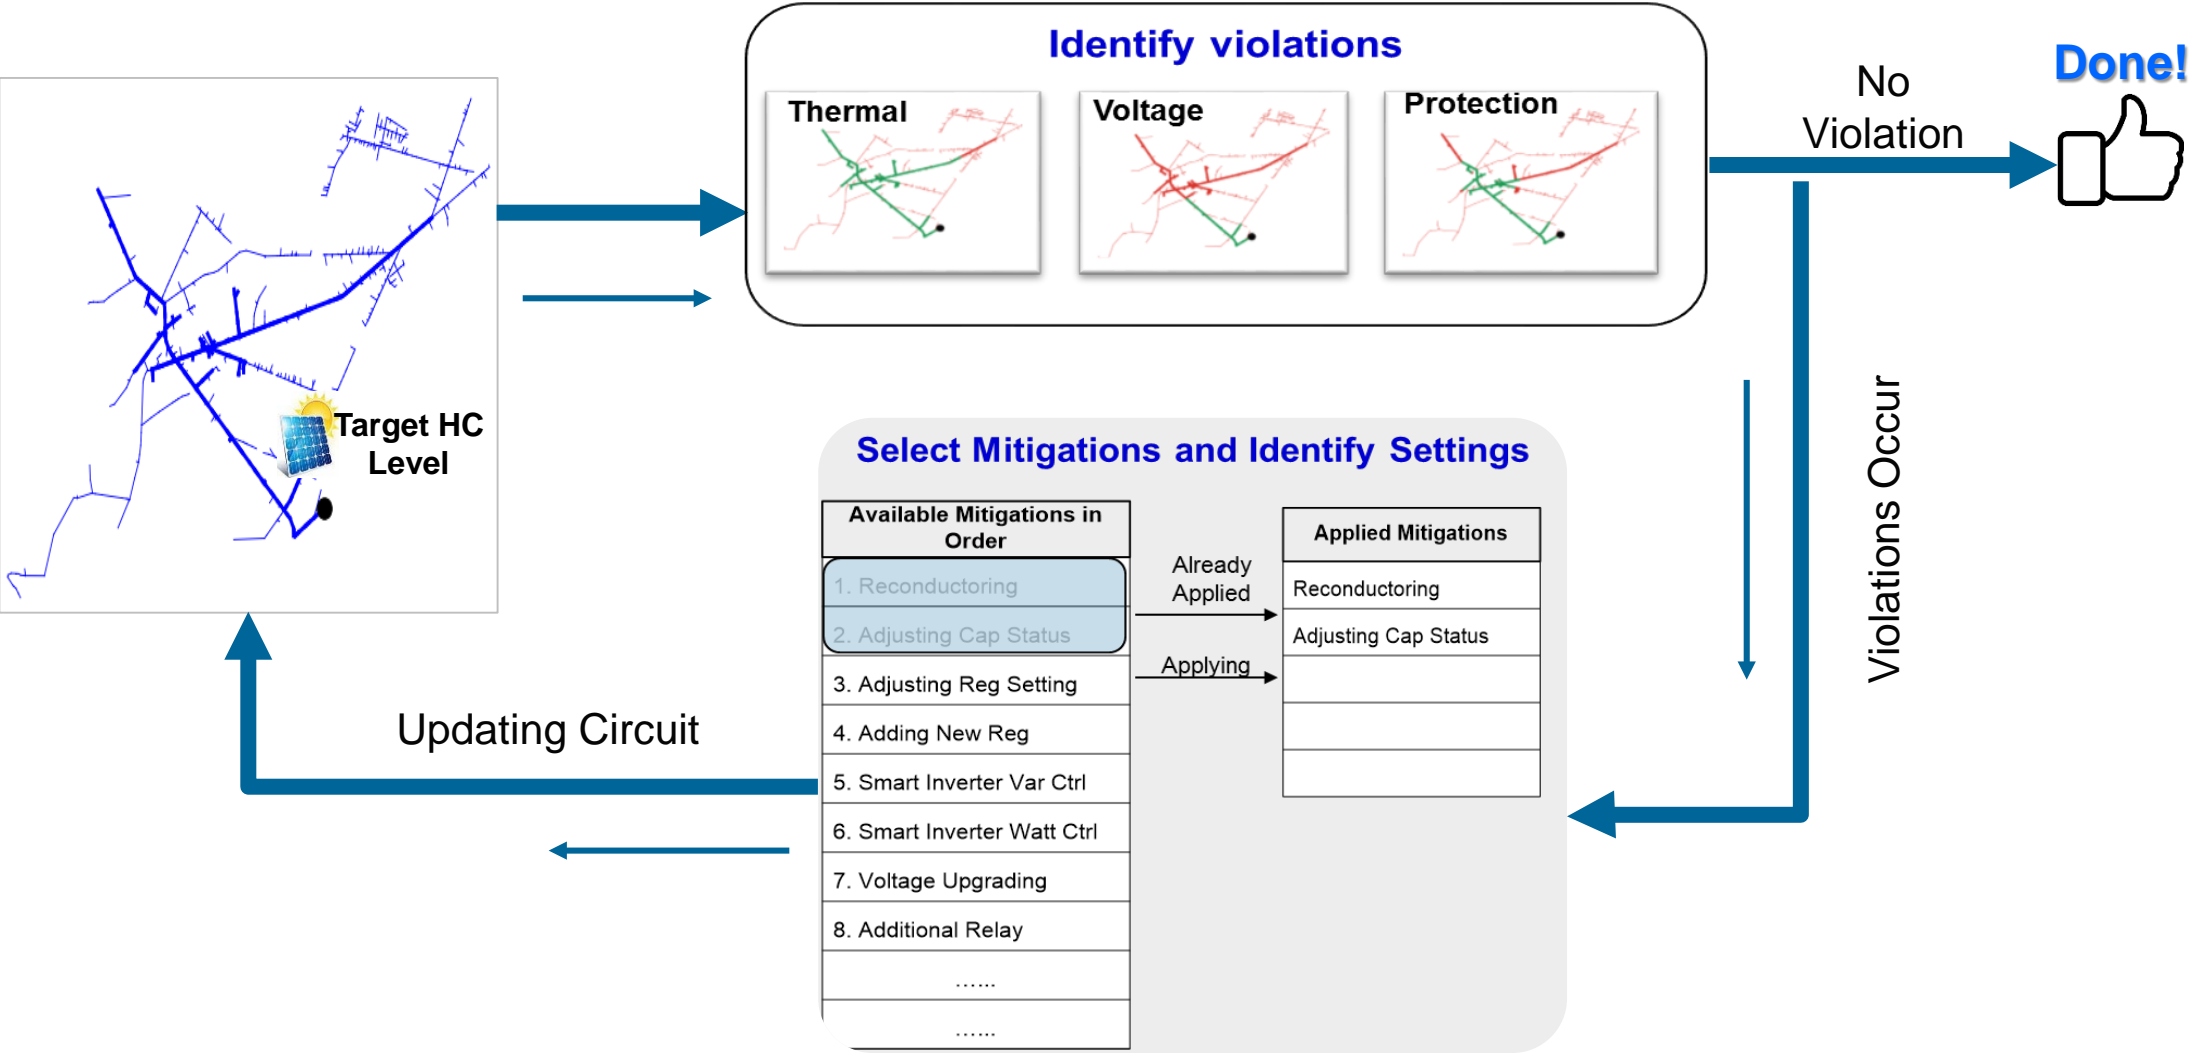 Identify violations
Thermal
Voltage
Protection
No
Violation
Done!
Target HC
Level
Violations Occur
Select Mitigations and Identify Settings
Available Mitigations in
Order
1. Reconductoring
2. Adjusting Cap Status
3. Adjusting Reg Setting
4. Adding New Reg
5. Smart Inverter Var Ctrl
6. Smart Inverter Watt Ctrl
7. Voltage Upgrading
8. Additional Relay
......
......
Already
Applied
Applying
Applied Mitigations
Reconductoring
Adjusting Cap Status
Updating Circuit